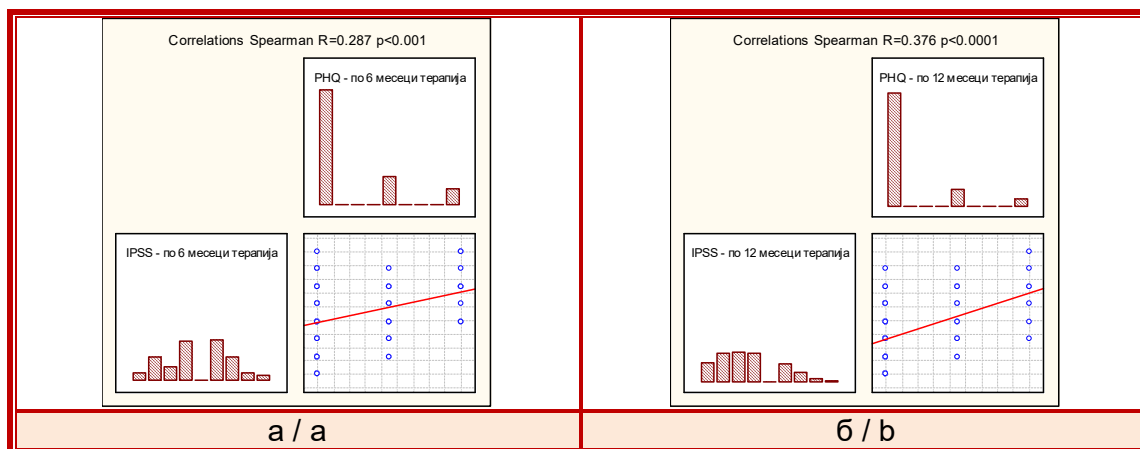 Correlations Spearman R=0.287 p<0.001
PHQ - по 6 месеци терапија
IPSS - по 6 месеци терапија
a / a
Correlations Spearman R=0.376 p<0.0001
PHQ - по 12 месеци терапија
IPSS - по 12 месеци терапија
б / b